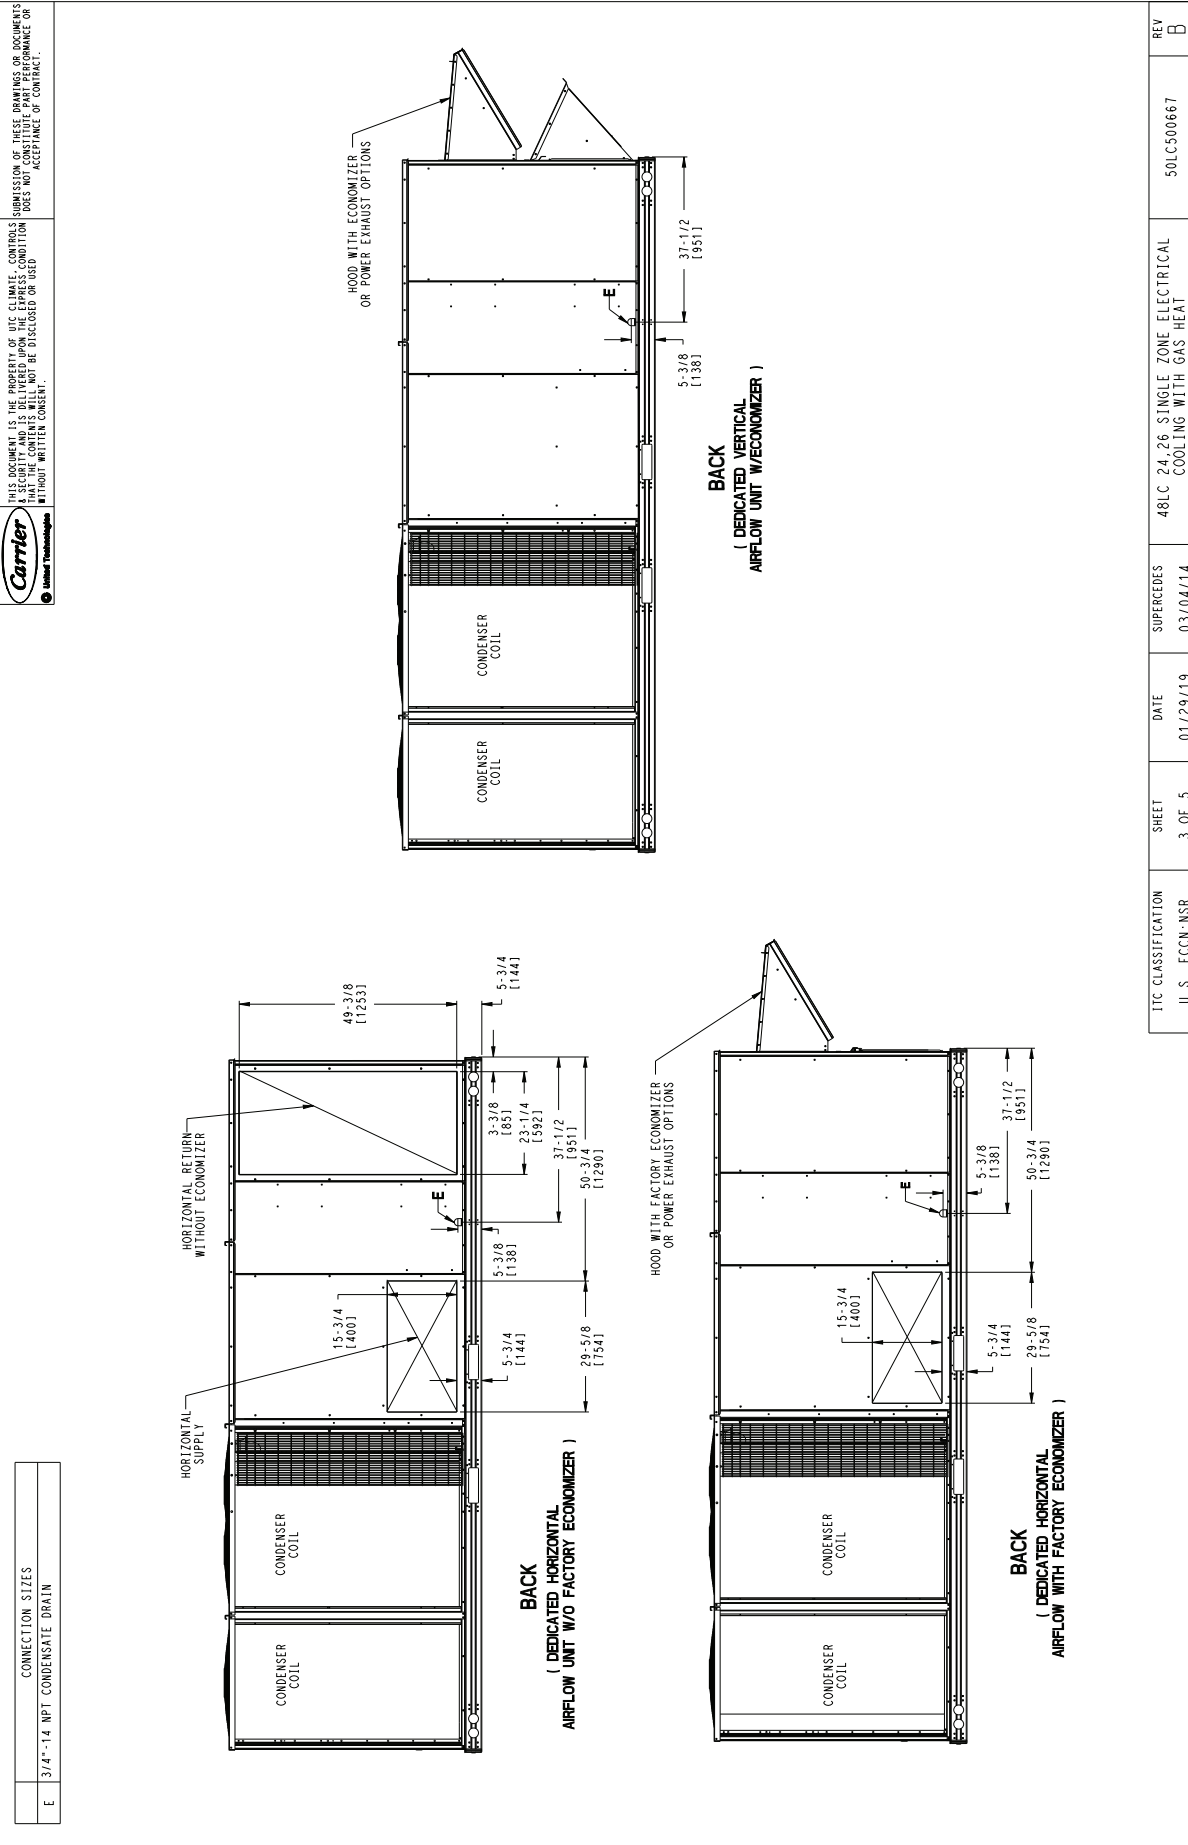 CONNECTION SIZES
E 3/4"-14 NPT CONDENSATE DRAIN
Carrier
United Technologies
THIS DOCUMENT IS THE PROPERTY OF UTC CLIMATE, CONTROLS
& SECURITY AND IS DELIVERED UPON THE EXPRESS CONDITION
THAT THE CONTENTS WILL NOT BE DISCLOSED OR USED
WITHOUT WRITTEN CONSENT.
SUBMISSION OF THESE DRAWINGS OR DOCUMENTS
DOES NOT CONSTITUTE PART PERFORMANCE OR
ACCEPTANCE OF CONTRACT.
HORIZONTAL
SUPPLY
HORIZONTAL RETURN
WITHOUT ECONOMIZER
CONDENSER
COIL
CONDENSER
COIL
15-3/4
[400]
E
49-3/8
[1253]
5-3/4
[144]
5-3/4
[144]
5-3/8
[138]
3-3/8
[85]
23-1/4
[592]
37-1/2
[951]
50-3/4
[1290]
29-5/8
[754]
BACK
( DEDICATED HORIZONTAL
AIRFLOW UNIT W/O FACTORY ECONOMIZER )
HOOD WITH ECONOMIZER
OR POWER EXHAUST OPTIONS
CONDENSER
COIL
CONDENSER
COIL
E
5-3/8
[138]
37-1/2
[951]
BACK
( DEDICATED VERTICAL
AIRFLOW UNIT W/ECONOMIZER )
HOOD WITH FACTORY ECONOMIZER
OR POWER EXHAUST OPTIONS
CONDENSER
COIL
CONDENSER
COIL
15-3/4
[400]
E
5-3/4
[144]
5-3/8
[138]
37-1/2
[951]
29-5/8
[754]
50-3/4
[1290]
BACK
( DEDICATED HORIZONTAL
AIRFLOW WITH FACTORY ECONOMIZER )
ITC CLASSIFICATION
U.S. ECCN:NSR
SHEET
3 OF 5
DATE
01/29/19
SUPERCEDES
03/04/14
48LC 24,26 SINGLE ZONE ELECTRICAL
COOLING WITH GAS HEAT
50LC500667
REV
B